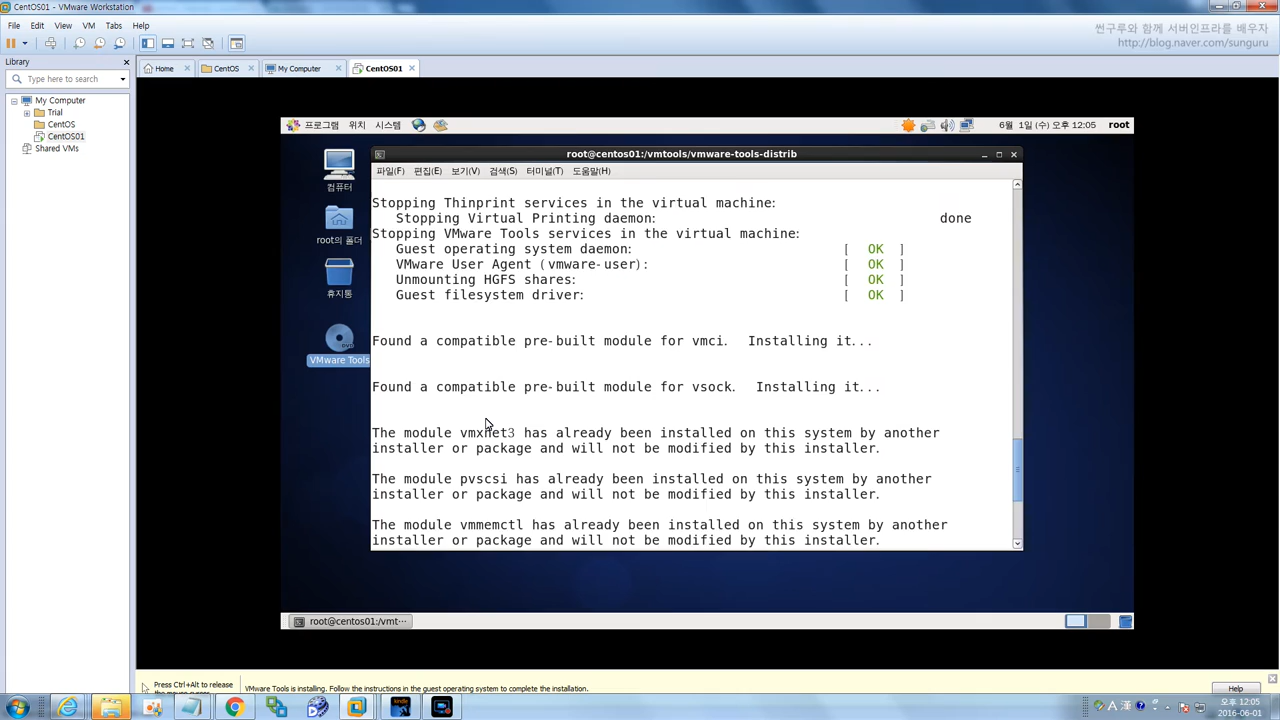 CentOS01 - VMware Workstation
File Edit View VM Tabs Help
썬구루와 함께 서버인프라를 배우자
http://blog.naver.com/sunguru
Library
Type here to search
My Computer
Trial
CentOS
CentOS01
Shared VMs
Home CentOS My Computer CentOS01
프로그램 위치 시스템 6월 1일 (수) 오후 12:05 root
컴퓨터
root의 폴더
휴지통
VMware Tools
root@centos01:/vmtools/vmware-tools-distrib
파일(F) 편집(E) 보기(V) 검색(S) 터미널(T) 도움말(H)
Stopping Thinprint services in the virtual machine:
Stopping Virtual Printing daemon: done
Stopping VMware Tools services in the virtual machine:
Guest operating system daemon: [ OK ]
VMware User Agent (vmware-user): [ OK ]
Unmounting HGFS shares: [ OK ]
Guest filesystem driver: [ OK ]
Found a compatible pre-built module for vmci. Installing it...
Found a compatible pre-built module for vsock. Installing it...
The module vmxnet3 has already been installed on this system by another
installer or package and will not be modified by this installer.
The module pvscsi has already been installed on this system by another
installer or package and will not be modified by this installer.
The module vmmemctl has already been installed on this system by another
installer or package and will not be modified by this installer.
root@centos01:/vmt···
Press Ctrl+Alt to release
VMware Tools is installing. Follow the instructions in the guest operating system to complete the installation.
Help
kindle
A 漢
오후 12:05
2016-06-01